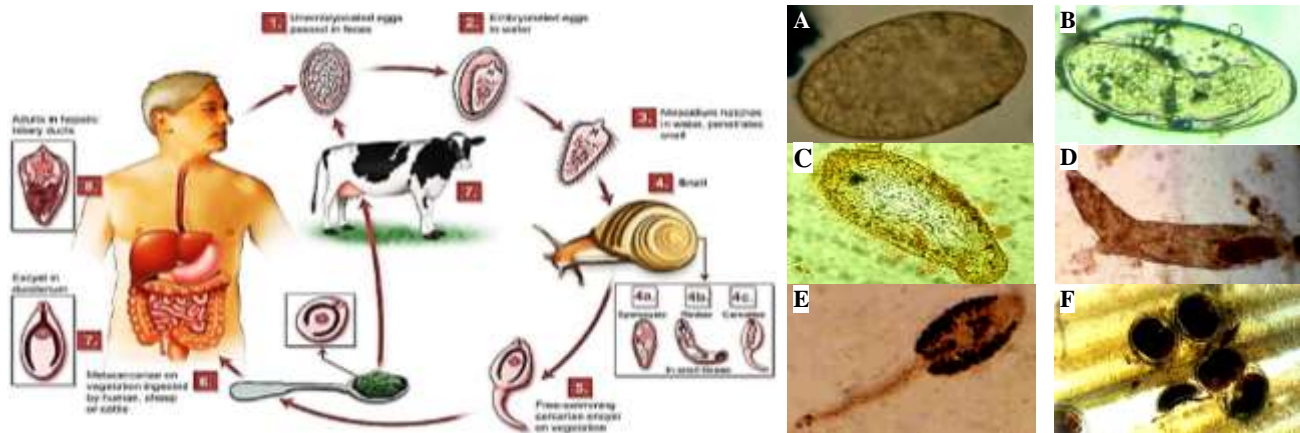 1.
Unembryonated eggs
passed in feces
2.
Embryonated eggs
in water
3.
Miracidium hatches
in water, penetrates
snail
4.
Snail
4a.
Sporocysts
4b.
Rediae
4c.
Cercariae
In snail tissue
5.
Free-swimming
cercariae encyst
on vegetation
6.
Metacercariae on
vegetation ingested
by human, sheep
or cattle
7.
Excyst in
duodenum
7.
8.
Adults in hepatic
biliary ducts
A
B
C
D
E
F